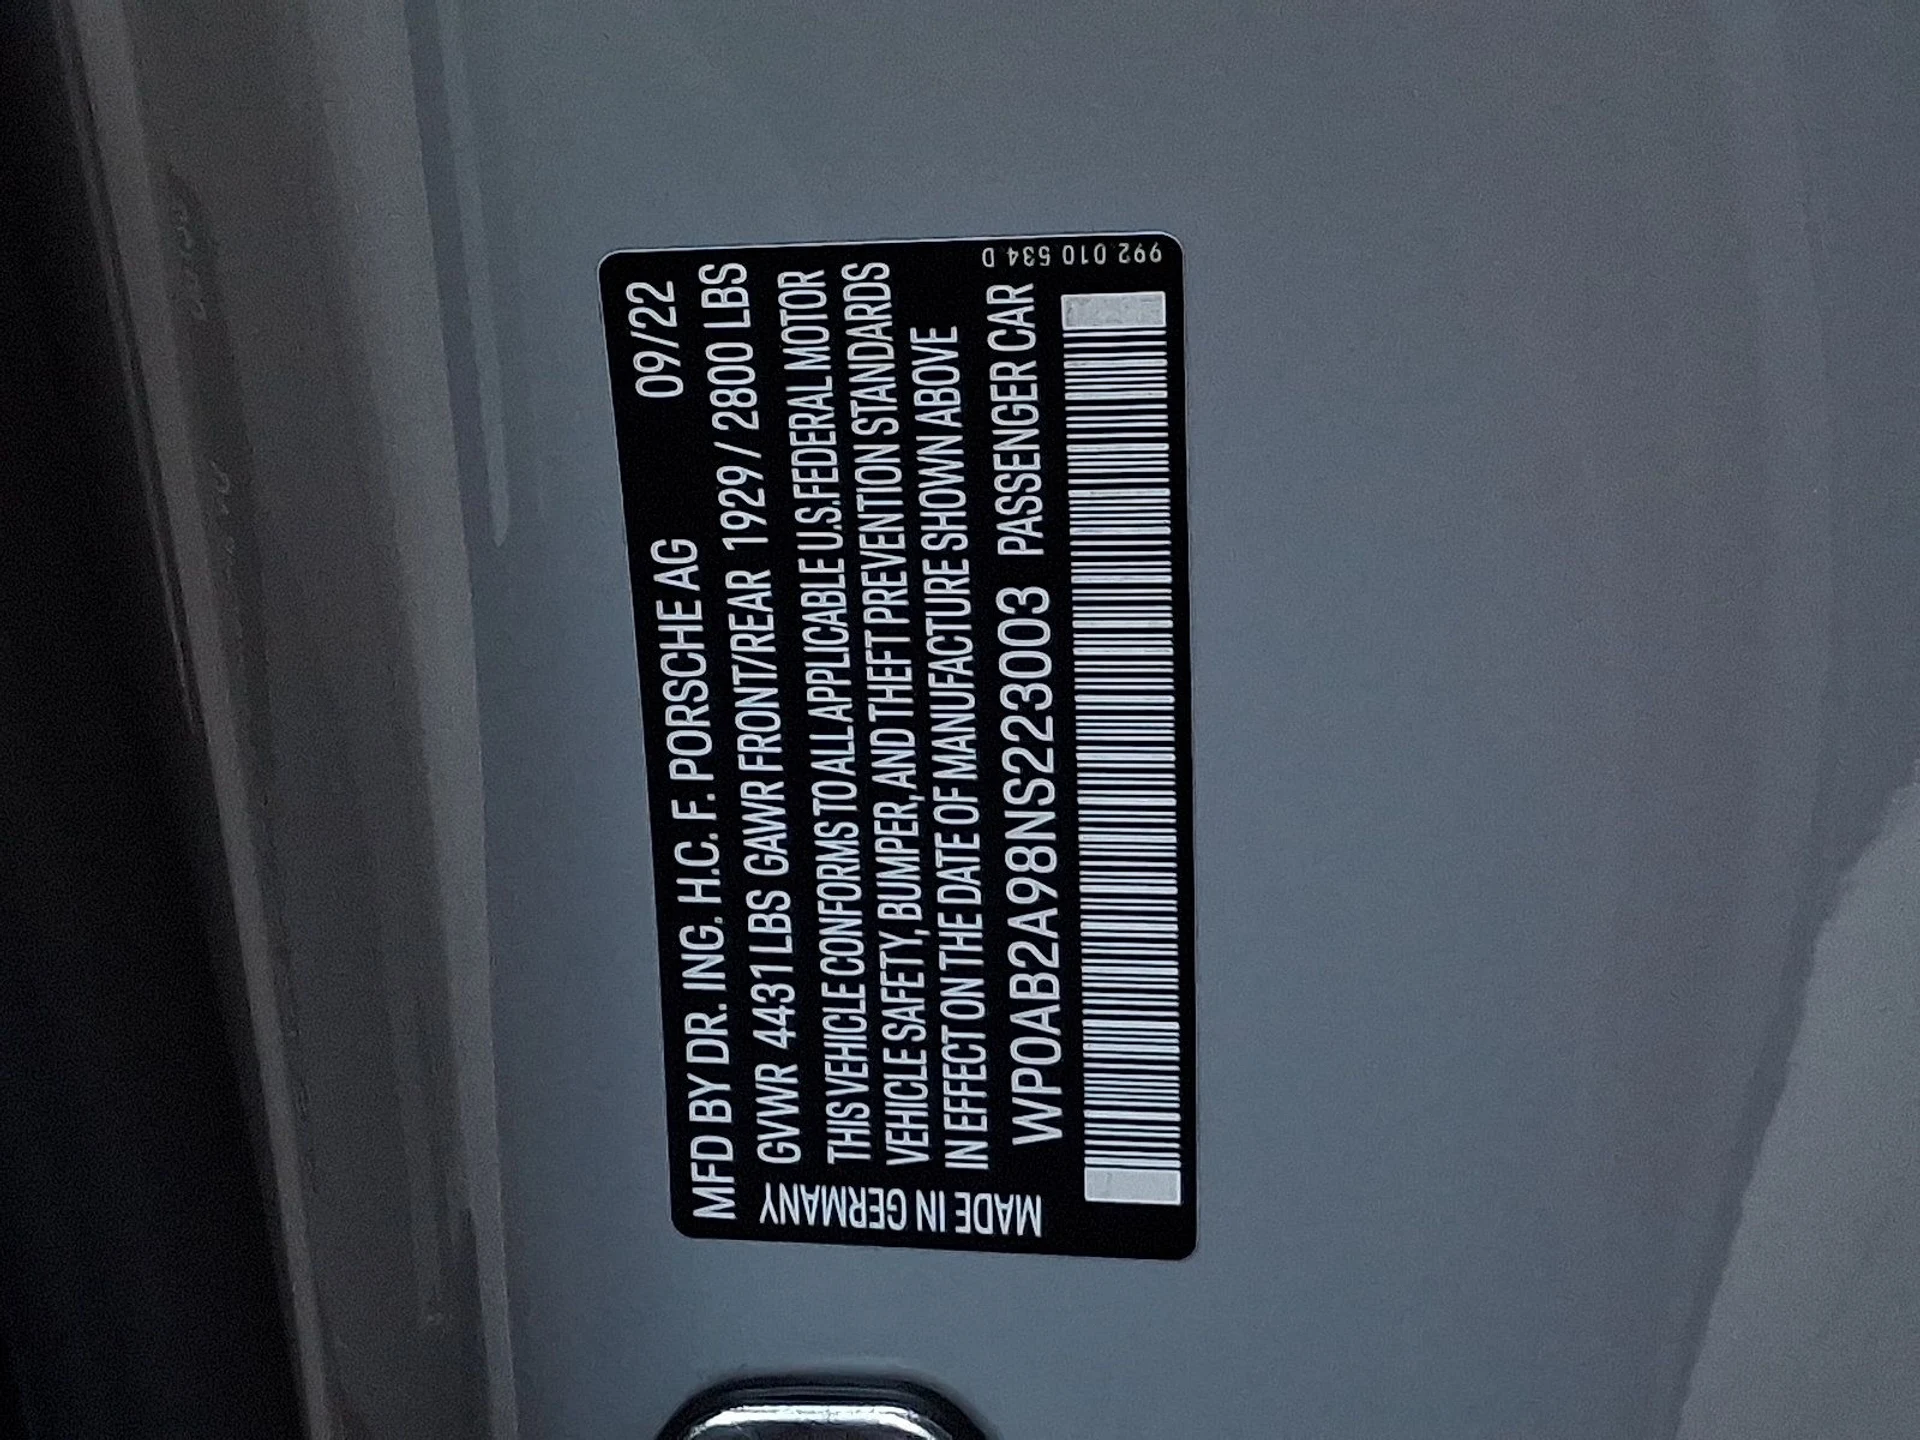 MFD BY DR. ING. H.C. F. PORSCHE AG 09/22
GVWR 4431 LBS GAWR FRONT/REAR 1929 / 2800 LBS
THIS VEHICLE CONFORMS TO ALL APPLICABLE U.S. FEDERAL MOTOR
VEHICLE SAFETY, BUMPER, AND THEFT PREVENTION STANDARDS
IN EFFECT ON THE DATE OF MANUFACTURE SHOWN ABOVE
WP0AB2A98NS223003 PASSENGER CAR
MADE IN GERMANY
992 010 534 D